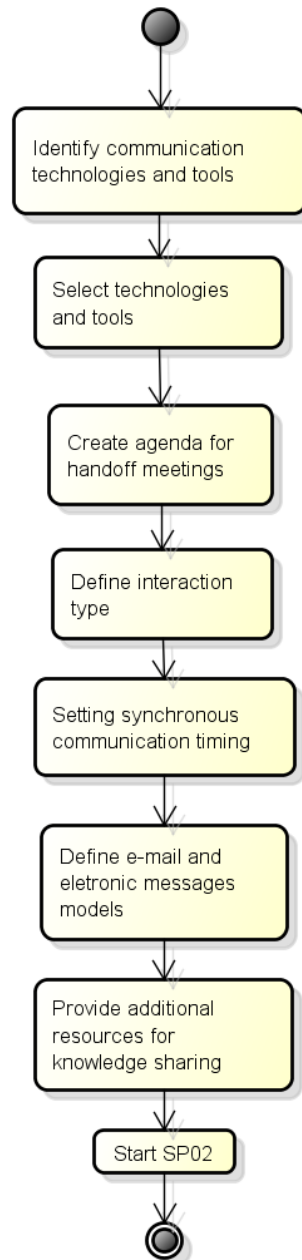 Identify communication
technologies and tools
Select technologies
and tools
Create agenda for
handoff meetings
Define interaction
type
Setting synchronous
communication timing
Define e-mail and
eletronic messages
models
Provide additional
resources for
knowledge sharing
Start SP02